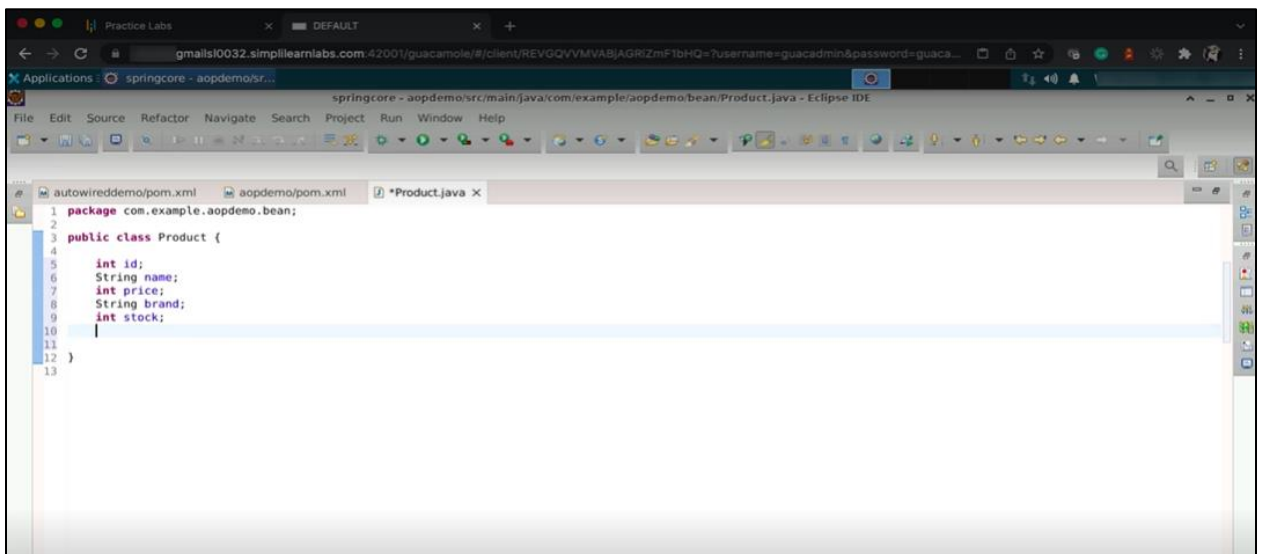 Practice Labs DEFAULT
gmailsl0032.simplilearnlabs.com:42001/guacamole/#/client/REVGQVVMVABjAGRlZmF1bHQ=?username=guacadmin&password=guaca...
Applications springcore - aopdemo/sr...
springcore - aopdemo/src/main/java/com/example/aopdemo/bean/Product.java - Eclipse IDE
File Edit Source Refactor Navigate Search Project Run Window Help
autowireddemo/pom.xml aopdemo/pom.xml *Product.java
1 package com.example.aopdemo.bean;
2
3 public class Product {
4
5 int id;
6 String name;
7 int price;
8 String brand;
9 int stock;
10
11
12 }
13